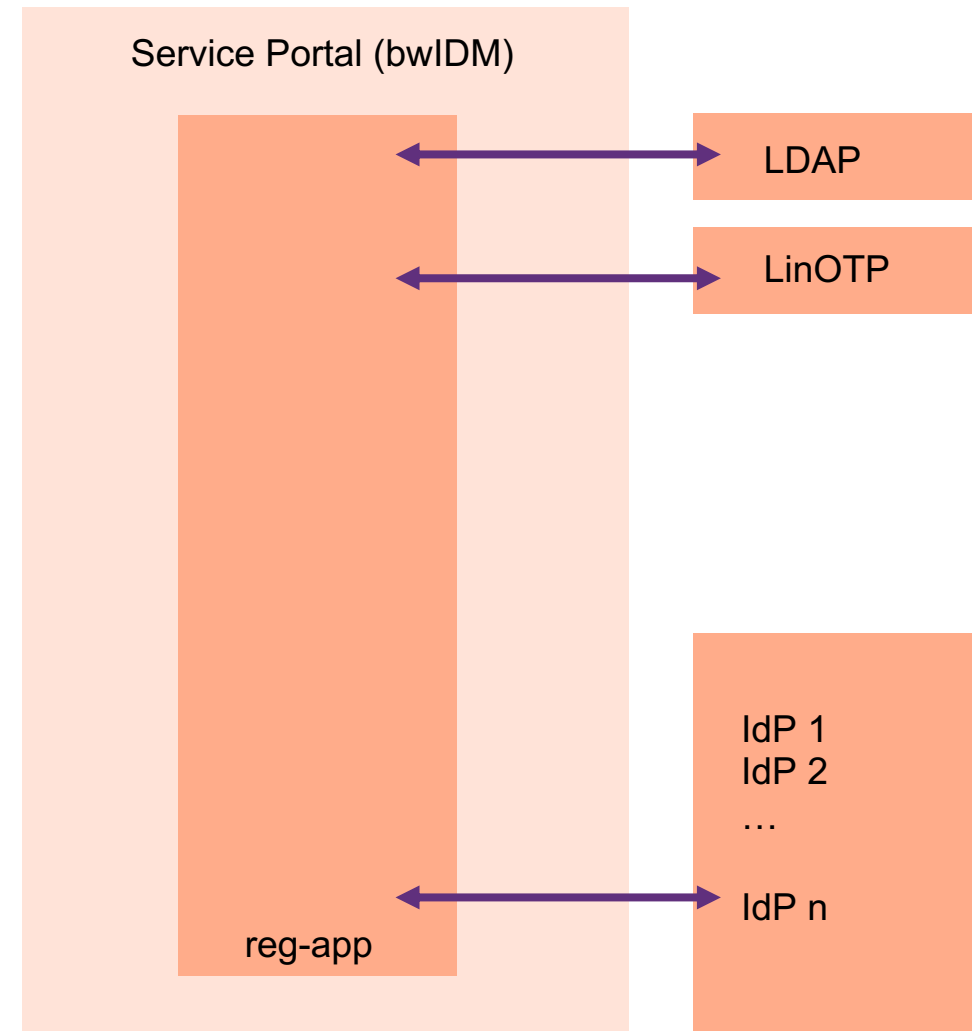 Service Portal (bwIDM)
LDAP
LinOTP
IdP 1
IdP 2
…
IdP n
reg-app